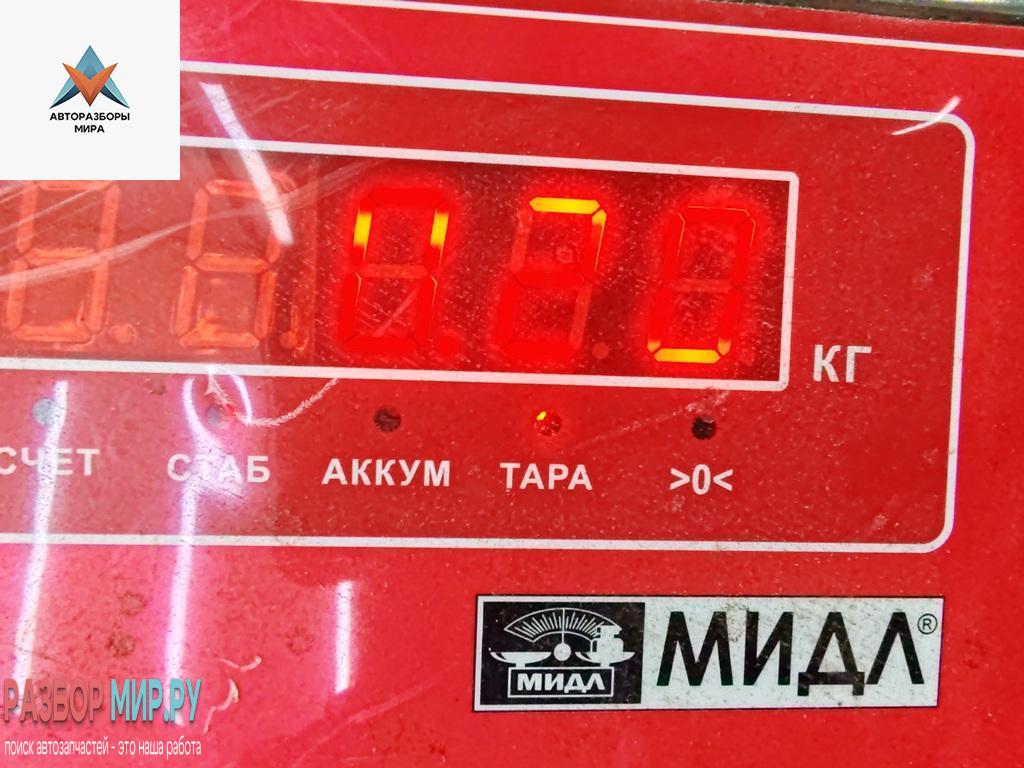 АВТОРАЗБОРЫ
МИРА
КГ
СЧЕТ
СТАБ
АККУМ
ТАРА
>0<
МИДЛ
МИДЛ®
РАЗБОР МИР.РУ
поиск автозапчастей - это наша работа